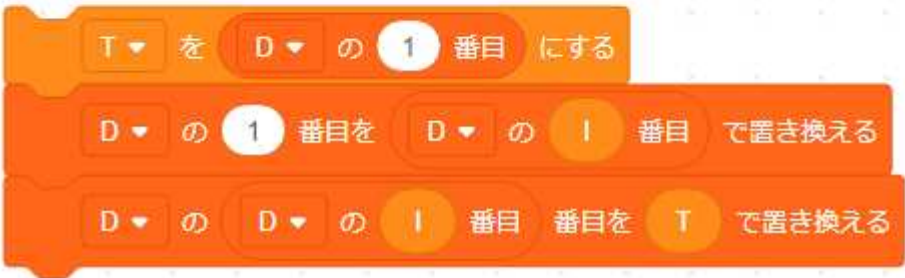 T を D の 1 番目 にする
D の 1 番目を D の I 番目 で置き換える
D の D の I 番目 番目を T で置き換える